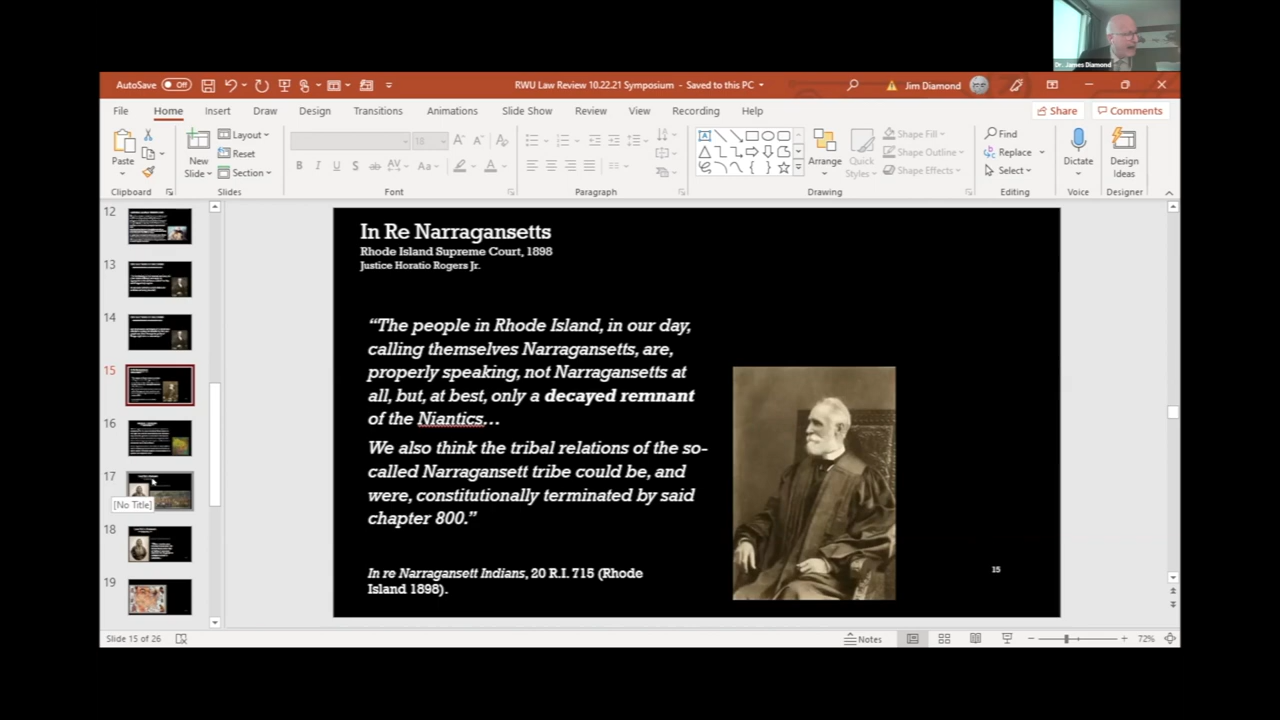 Dr. James Diamond
AutoSave Off
RWU Law Review 10.22.21 Symposium - Saved to this PC
Jim Diamond
File Home Insert Draw Design Transitions Animations Slide Show Review View Recording Help
Share Comments
Paste
New
Slide
Layout
Reset
Section
18
Arrange
Quick
Styles
Shape Fill
Shape Outline
Shape Effects
Find
Replace
Select
Dictate
Design
Ideas
Clipboard Slides Font Paragraph Drawing Editing Voice Designer
12
13
14
15
16
17
[No Title]
18
19
In Re Narragansetts
Rhode Island Supreme Court, 1898
Justice Horatio Rogers Jr.
“The people in Rhode Island, in our day,
calling themselves Narragansetts, are,
properly speaking, not Narragansetts at
all, but, at best, only a decayed remnant
of the Niantics…
We also think the tribal relations of the so-
called Narragansett tribe could be, and
were, constitutionally terminated by said
chapter 800.”
In re Narragansett Indians, 20 R.I. 715 (Rhode
Island 1898).
15
Slide 15 of 26
Notes
72%